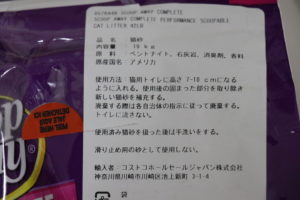 SCOOP AWAY COMPLETE
SCOOP AWAY COMPLETE PERFORMANCE SCOOPABLE
CAT LITTER 42LB
品名 : 猫砂
内容量 : 19 kg
原料 : ベントナイト、石灰岩、消臭剤、香料
原産国名 : アメリカ
使用方法 : 猫用トイレに高さ 7-10 cmになる
ように入れる。使用後の固まった部分を取り除き
新しい猫砂を補充する。
廃棄する際は各自治体の指示に従って廃棄する。
トイレに流さない。
使用済み猫砂を扱った後は手洗いをする。
滑り止め用の砂として使用しない。
輸入者 : コストコホールセールジャパン株式会社
神奈川県川崎市川崎区池上新町 3-1-4
袋
PEEL HERE TO